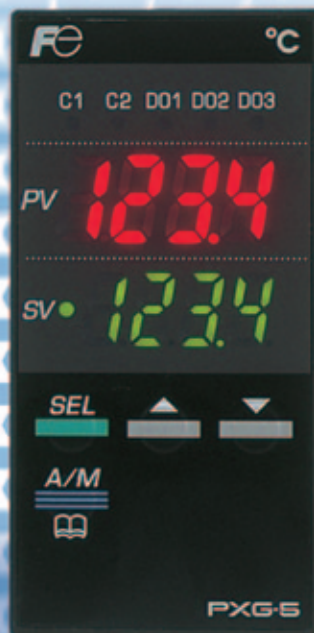 Fe °C
C1 C2 DO1 DO2 DO3
PV 123.4
SV 123.4
SEL
A/M
PXG-5